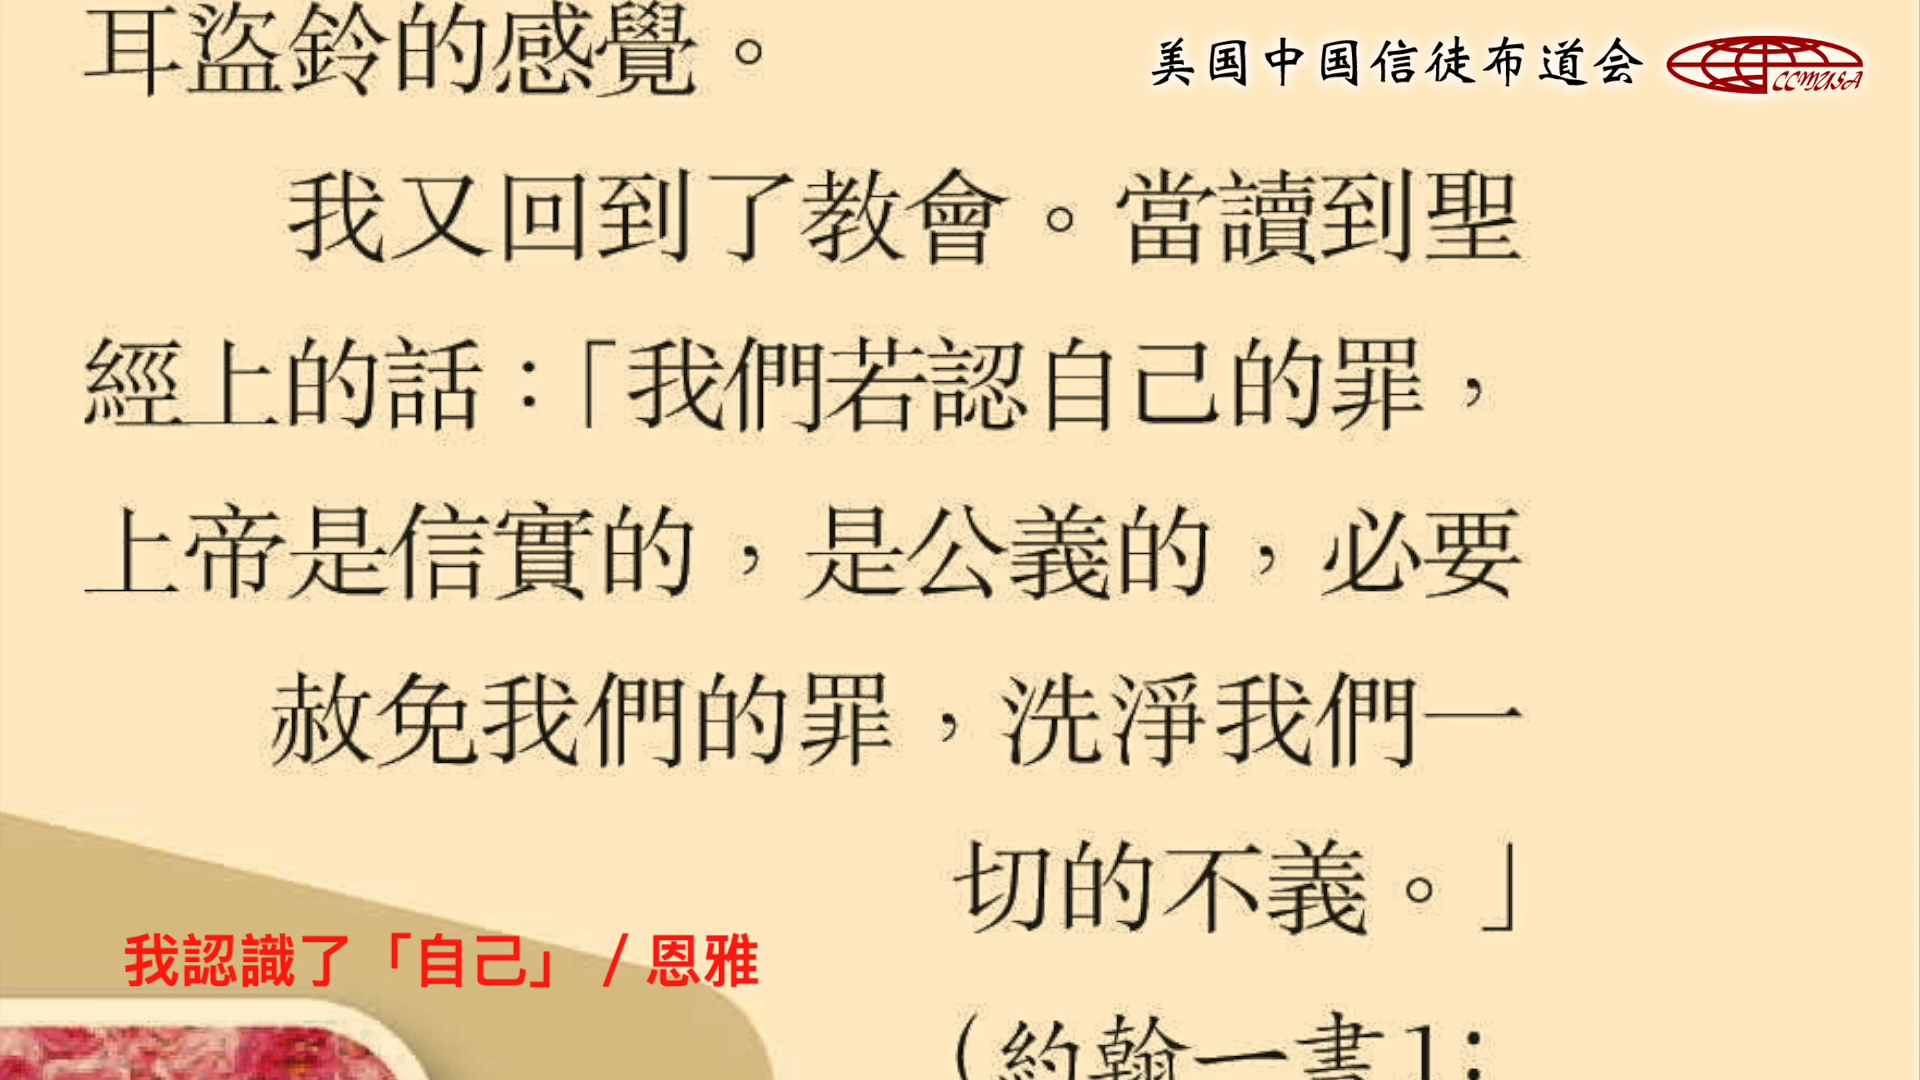 耳盜鈴的感覺。
美国中国信徒布道会
CCMUSA
我又回到了教會。當讀到聖
經上的話：「我們若認自己的罪，
上帝是信實的，是公義的，必要
赦免我們的罪，洗淨我們一
切的不義。」
我認識了「自己」 / 恩雅
（約翰一書1：